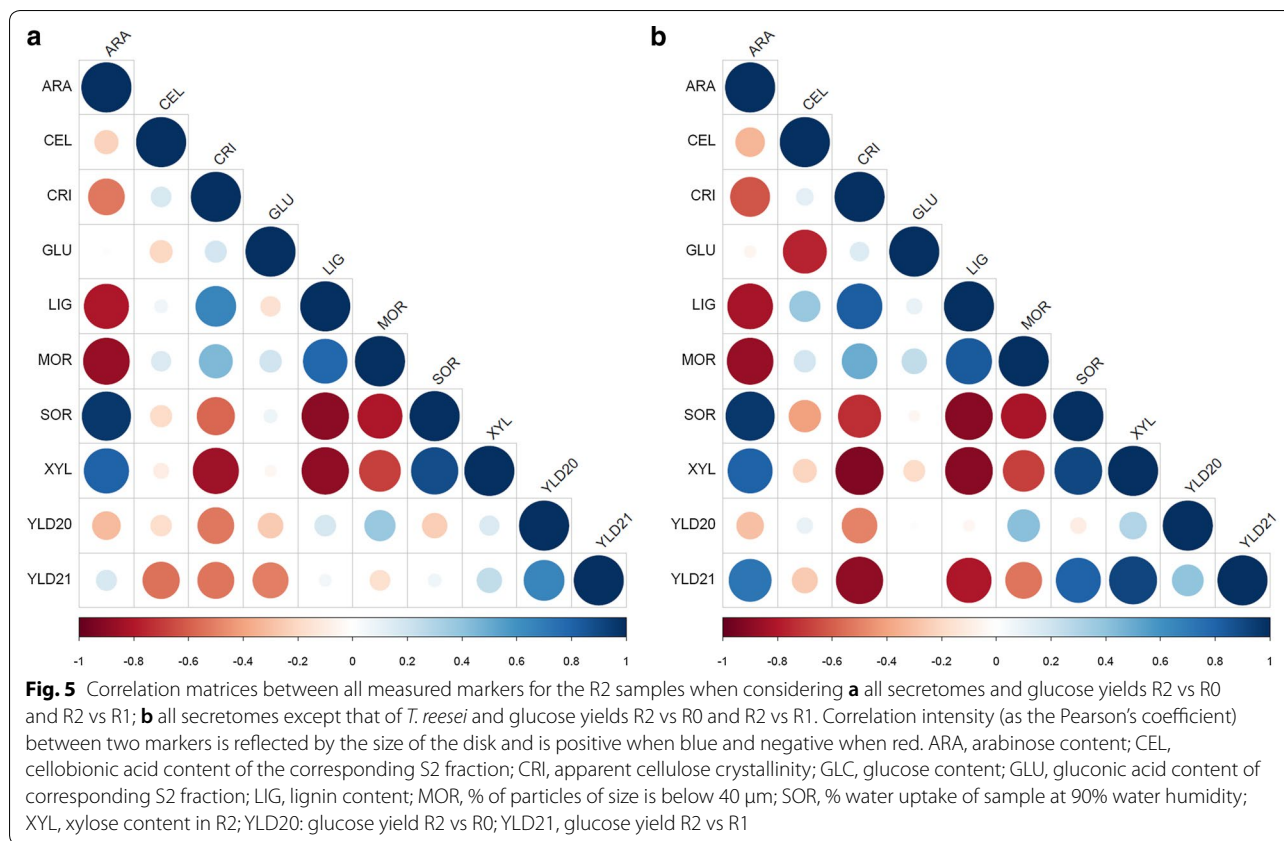 a
b
ARA
ARA
ARA
ARA
CEL
CEL
CEL
CEL
CRI
CRI
CRI
CRI
GLU
GLU
GLU
GLU
LIG
LIG
LIG
LIG
MOR
MOR
MOR
MOR
SOR
SOR
SOR
SOR
XYL
XYL
XYL
XYL
YLD20
YLD20
YLD20
YLD20
YLD21
YLD21
YLD21
YLD21
-1 -0.8 -0.6 -0.4 -0.2 0 0.2 0.4 0.6 0.8 1
-1 -0.8 -0.6 -0.4 -0.2 0 0.2 0.4 0.6 0.8 1
Fig. 5 Correlation matrices between all measured markers for the R2 samples when considering a all secretomes and glucose yields R2 vs R0
and R2 vs R1; b all secretomes except that of T. reesei and glucose yields R2 vs R0 and R2 vs R1. Correlation intensity (as the Pearson's coefficient)
between two markers is reflected by the size of the disk and is positive when blue and negative when red. ARA, arabinose content; CEL,
cellobionic acid content of the corresponding S2 fraction; CRI, apparent cellulose crystallinity; GLC, glucose content; GLU, gluconic acid content of
corresponding S2 fraction; LIG, lignin content; MOR, % of particles of size is below 40 μm; SOR, % water uptake of sample at 90% water humidity;
XYL, xylose content in R2; YLD20: glucose yield R2 vs R0; YLD21, glucose yield R2 vs R1